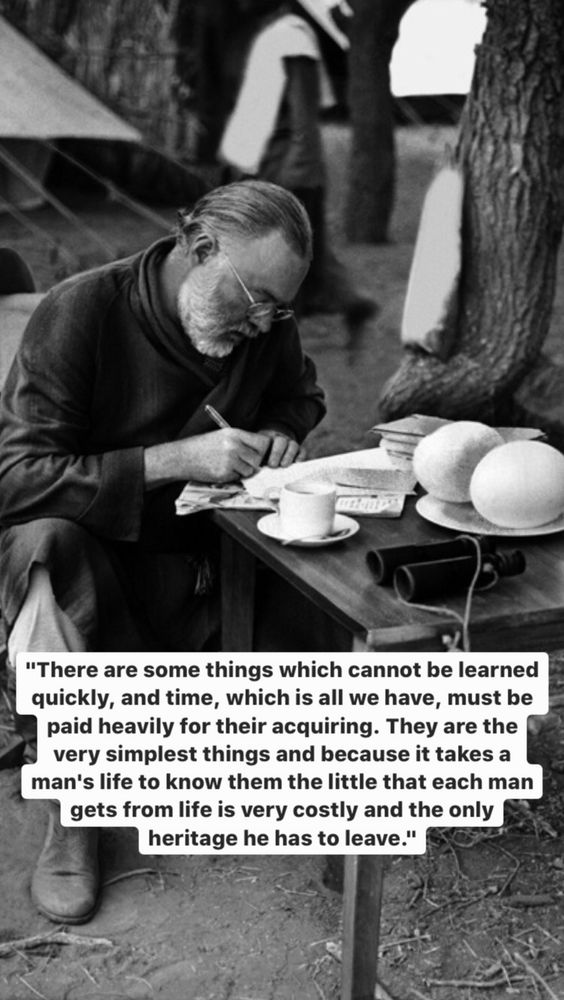 "There are some things which cannot be learned
quickly, and time, which is all we have, must be
paid heavily for their acquiring. They are the
very simplest things and because it takes a
man's life to know them the little that each man
gets from life is very costly and the only
heritage he has to leave."